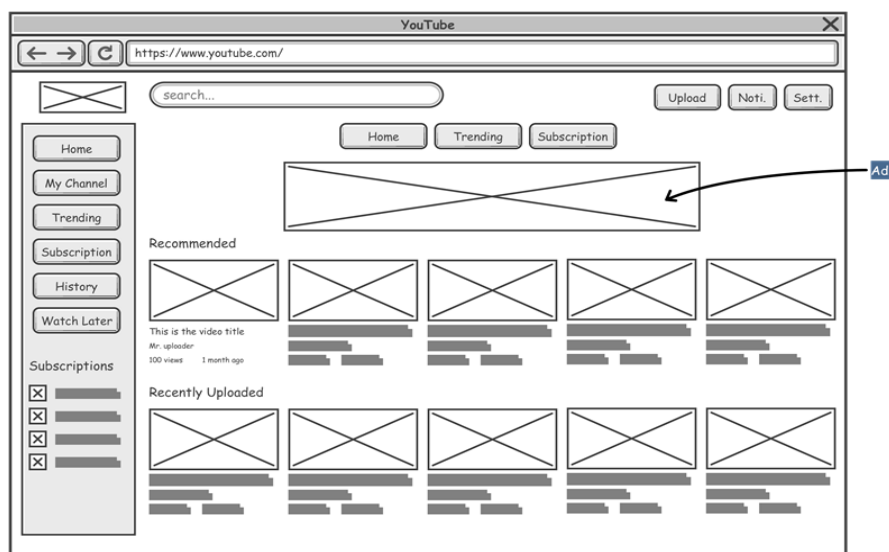 YouTube
https://www.youtube.com/
search...
Upload
Noti.
Sett.
Home
Trending
Subscription
Ad
Home
My Channel
Trending
Subscription
History
Watch Later
Subscriptions
Recommended
This is the video title
Mr. uploader
100 views 1 month ago
Recently Uploaded